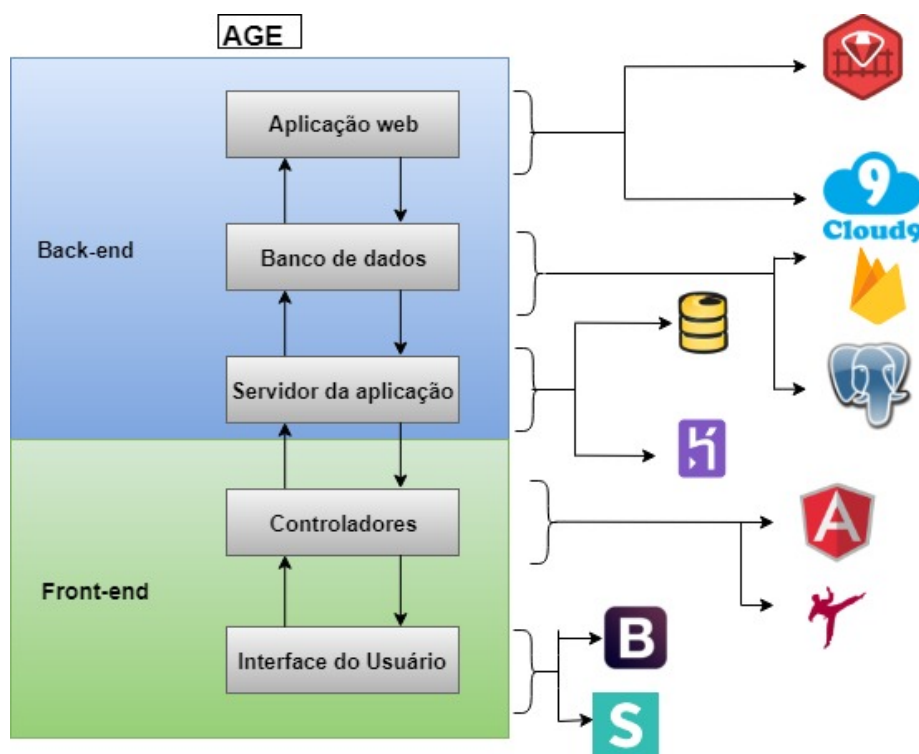 AGE
Aplicação web
Back-end
Banco de dados
Servidor da aplicação
Controladores
Front-end
Interface do Usuário
9
Cloud9
A
B
S